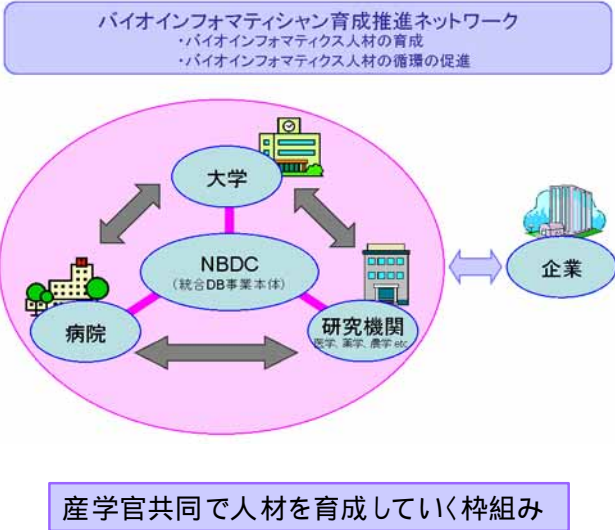 バイオインフォマティシャン育成推進ネットワーク
・バイオインフォマティクス人材の育成
・バイオインフォマティクス人材の循環の促進
大学
NBDC
(統合DB事業本体)
企業
病院
研究機関
医学, 薬学, 農学 etc
産学官共同で人材を育成していく枠組み